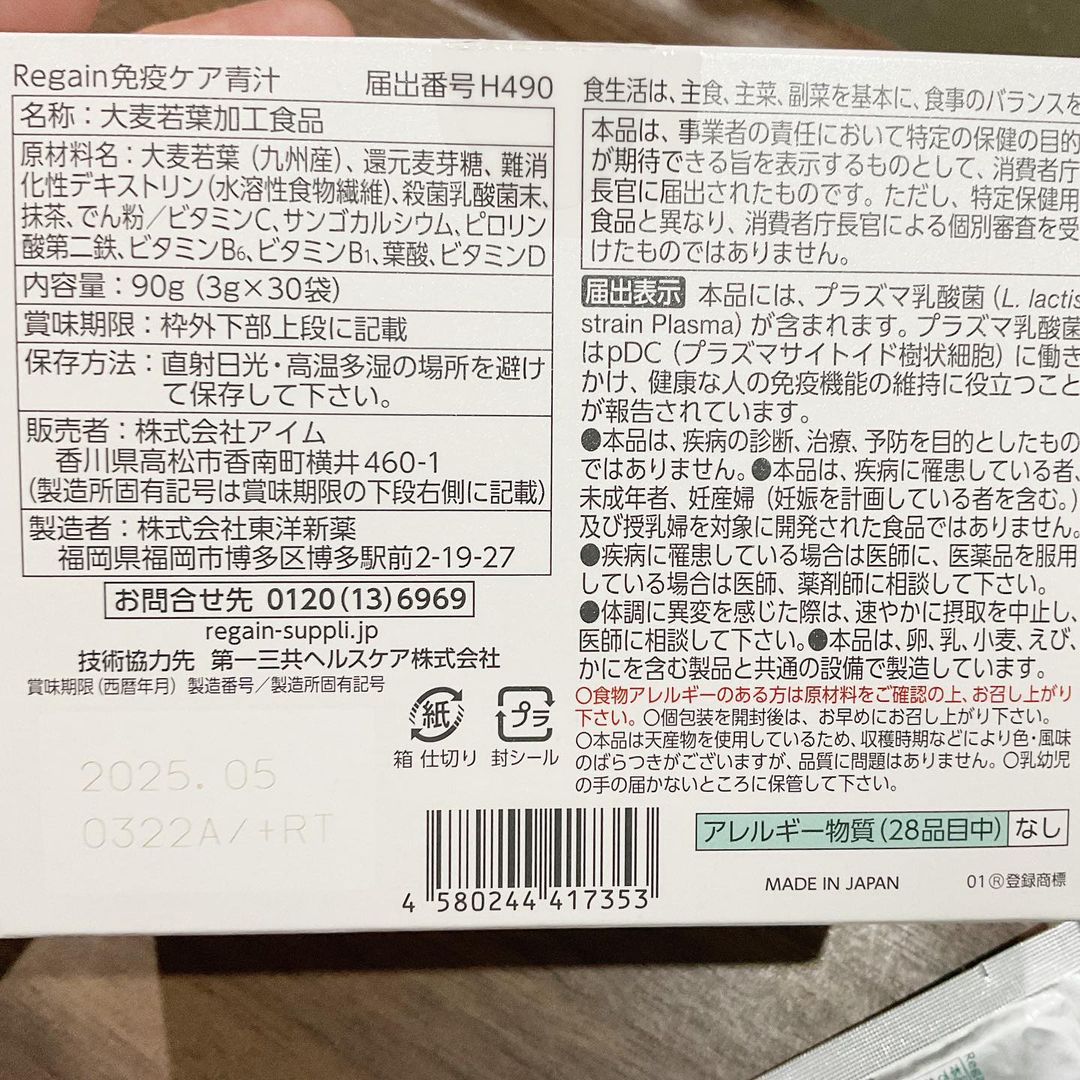 Regain免疫ケア青汁 届出番号H490
名称：大麦若葉加工食品
原材料名：大麦若葉（九州産）、還元麦芽糖、難消
化性デキストリン(水溶性食物繊維)、殺菌乳酸菌末、
抹茶、でん粉／ビタミンC、サンゴカルシウム、ピロリン
酸第二鉄、ビタミンB₆、ビタミンB₁、葉酸、ビタミンD
内容量：90g（3g×30袋）
賞味期限：枠外下部上段に記載
保存方法：直射日光・高温多湿の場所を避け
て保存して下さい。
販売者：株式会社アイム
香川県高松市香南町横井460-1
(製造所固有記号は賞味期限の下段右側に記載)
製造者：株式会社東洋新薬
福岡県福岡市博多区博多駅前2-19-27
お問合せ先 0120(13)6969
regain-suppli.jp
技術協力先 第一三共ヘルスケア株式会社
賞味期限（西暦年月）製造番号／製造所固有記号
紙 プラ
箱 仕切り 封シール
2025.05
0322A/+RT
4 580244 417353
食生活は、主食、主菜、副菜を基本に、食事のバランスを
本品は、事業者の責任において特定の保健の目的
が期待できる旨を表示するものとして、消費者庁
長官に届出されたものです。ただし、特定保健用
食品と異なり、消費者庁長官による個別審査を受
けたものではありません。
届出表示 本品には、プラズマ乳酸菌（L. lactis
strain Plasma）が含まれます。プラズマ乳酸菌
はpDC（プラズマサイトイド樹状細胞）に働き
かけ、健康な人の免疫機能の維持に役立つこと
が報告されています。
●本品は、疾病の診断、治療、予防を目的としたもの
ではありません。●本品は、疾病に罹患している者、
未成年者、妊産婦（妊娠を計画している者を含む。）
及び授乳婦を対象に開発された食品ではありません。
●疾病に罹患している場合は医師に、医薬品を服用
している場合は医師、薬剤師に相談して下さい。
●体調に異変を感じた際は、速やかに摂取を中止し、
医師に相談して下さい。●本品は、卵、乳、小麦、えび、
かにを含む製品と共通の設備で製造しています。
〇食物アレルギーのある方は原材料をご確認の上、お召し上がり
下さい。〇個包装を開封後は、お早めにお召し上がり下さい。
〇本品は天産物を使用しているため、収穫時期などにより色・風味
のばらつきがございますが、品質に問題はありません。〇乳幼児
の手の届かないところに保管して下さい。
アレルギー物質(28品目中) なし
MADE IN JAPAN 01Ⓡ登録商標